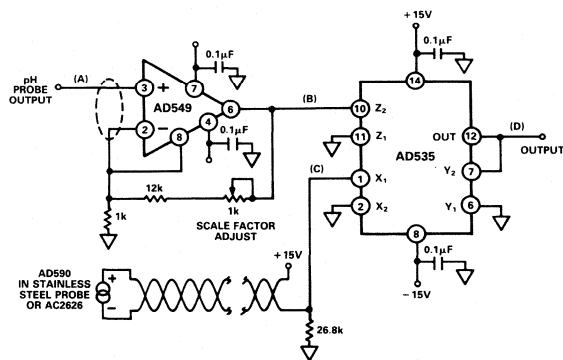 +15V
0.1µF
0.1µF
pH
PROBE
OUTPUT
(A)
3
+
7
14
AD549
6
(B)
10
Z₂
2
−
4
8
0.1µF
11
Z₁
OUT
12
(D)
OUTPUT
AD535
(C)
1
X₁
Y₂
7
12k
1k
2
X₂
Y₁
6
1k
SCALE FACTOR
ADJUST
8
0.1µF
AD590
IN STAINLESS
STEEL PROBE
OR AC2626
+
−
+15V
−15V
26.8k